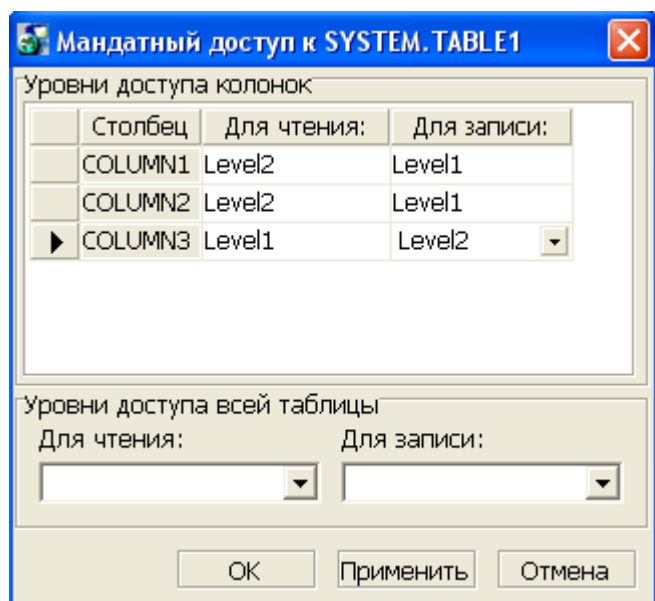 Мандатный доступ к SYSTEM.TABLE1
Уровни доступа колонок
Столбец Для чтения: Для записи:
COLUMN1 Level2 Level1
COLUMN2 Level2 Level1
COLUMN3 Level1 Level2
Уровни доступа всей таблицы
Для чтения: Для записи:
OK Применить Отмена